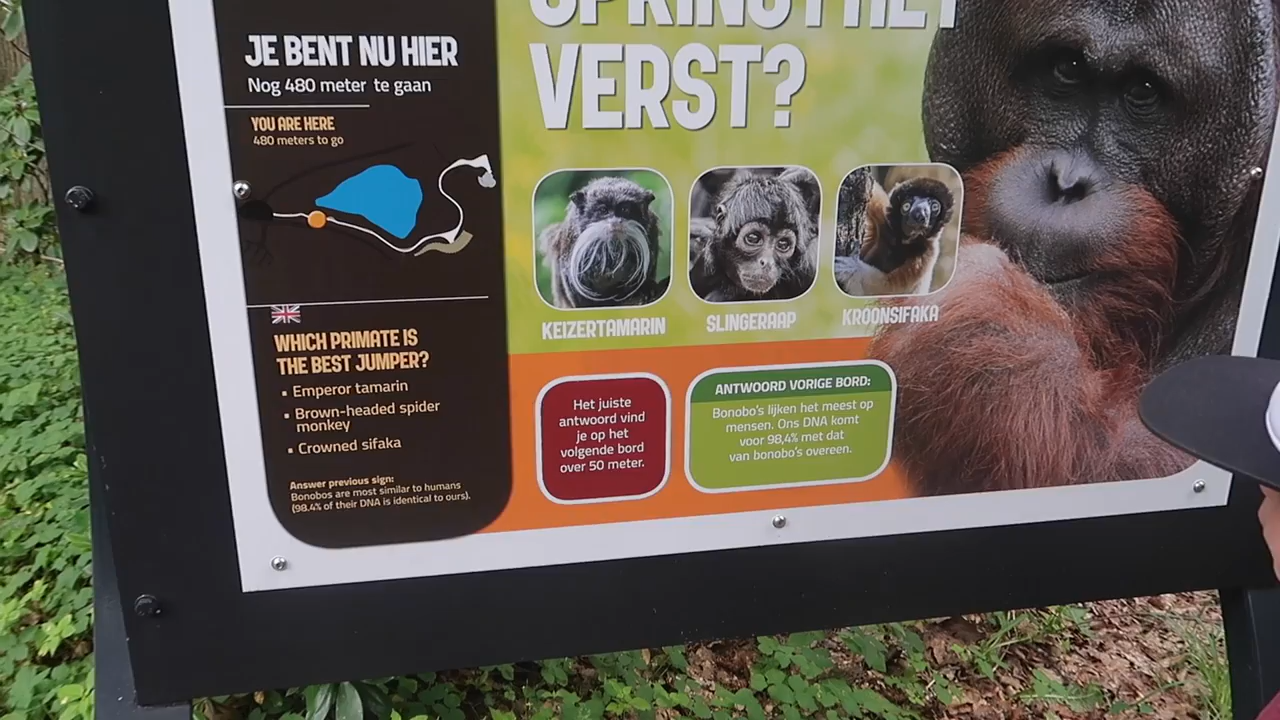 JE BENT NU HIER
Nog 480 meter te gaan
YOU ARE HERE
480 meters to go
WHICH PRIMATE IS
THE BEST JUMPER?
• Emperor tamarin
• Brown-headed spider
monkey
• Crowned sifaka
Answer previous sign:
Bonobos are most similar to humans
(98.4% of their DNA is identical to ours).
SPRINGT HET
VERST?
KEIZERTAMARIN
SLINGERAAP
KROONSIFAKA
Het juiste
antwoord vind
je op het
volgende bord
over 50 meter.
ANTWOORD VORIGE BORD:
Bonobo's lijken het meest op
mensen. Ons DNA komt
voor 98,4% met dat
van bonobo's overeen.